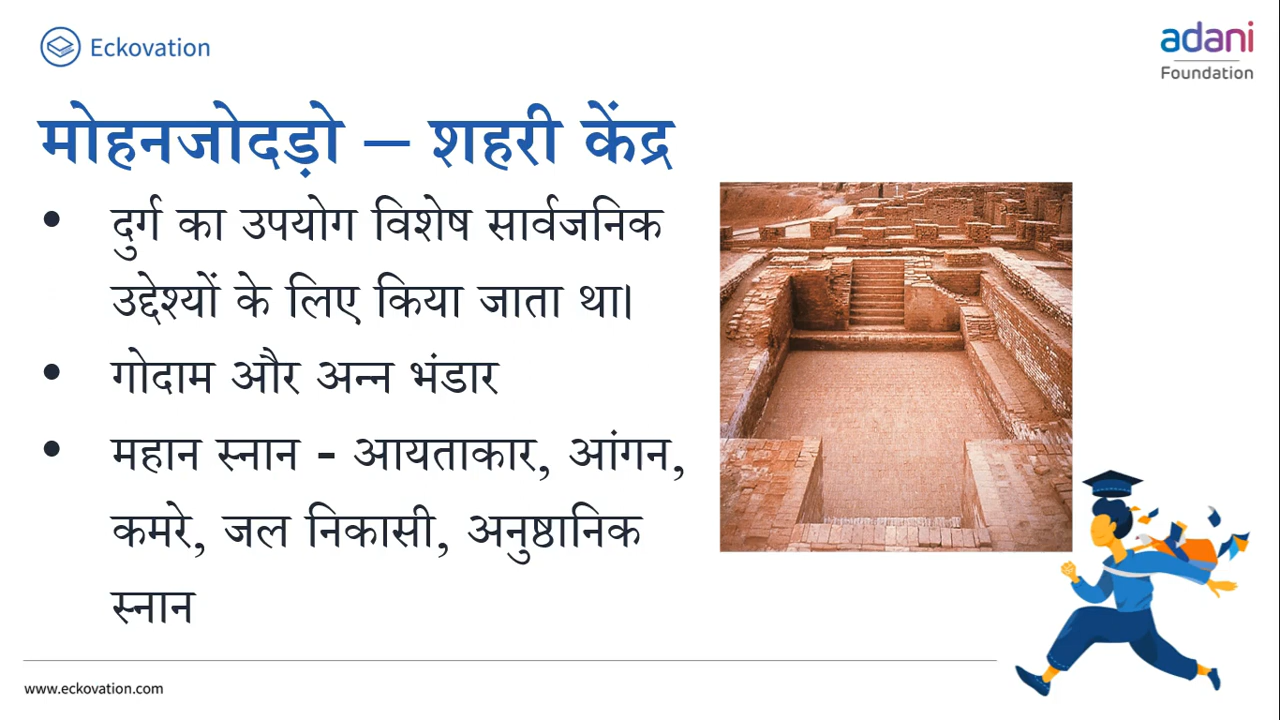 Eckovation
adani
Foundation
मोहनजोदड़ो – शहरी केंद्र
• दुर्ग का उपयोग विशेष सार्वजनिक
उद्देश्यों के लिए किया जाता था।
• गोदाम और अन्न भंडार
• महान स्नान - आयताकार, आंगन,
कमरे, जल निकासी, अनुष्ठानिक
स्नान
www.eckovation.com